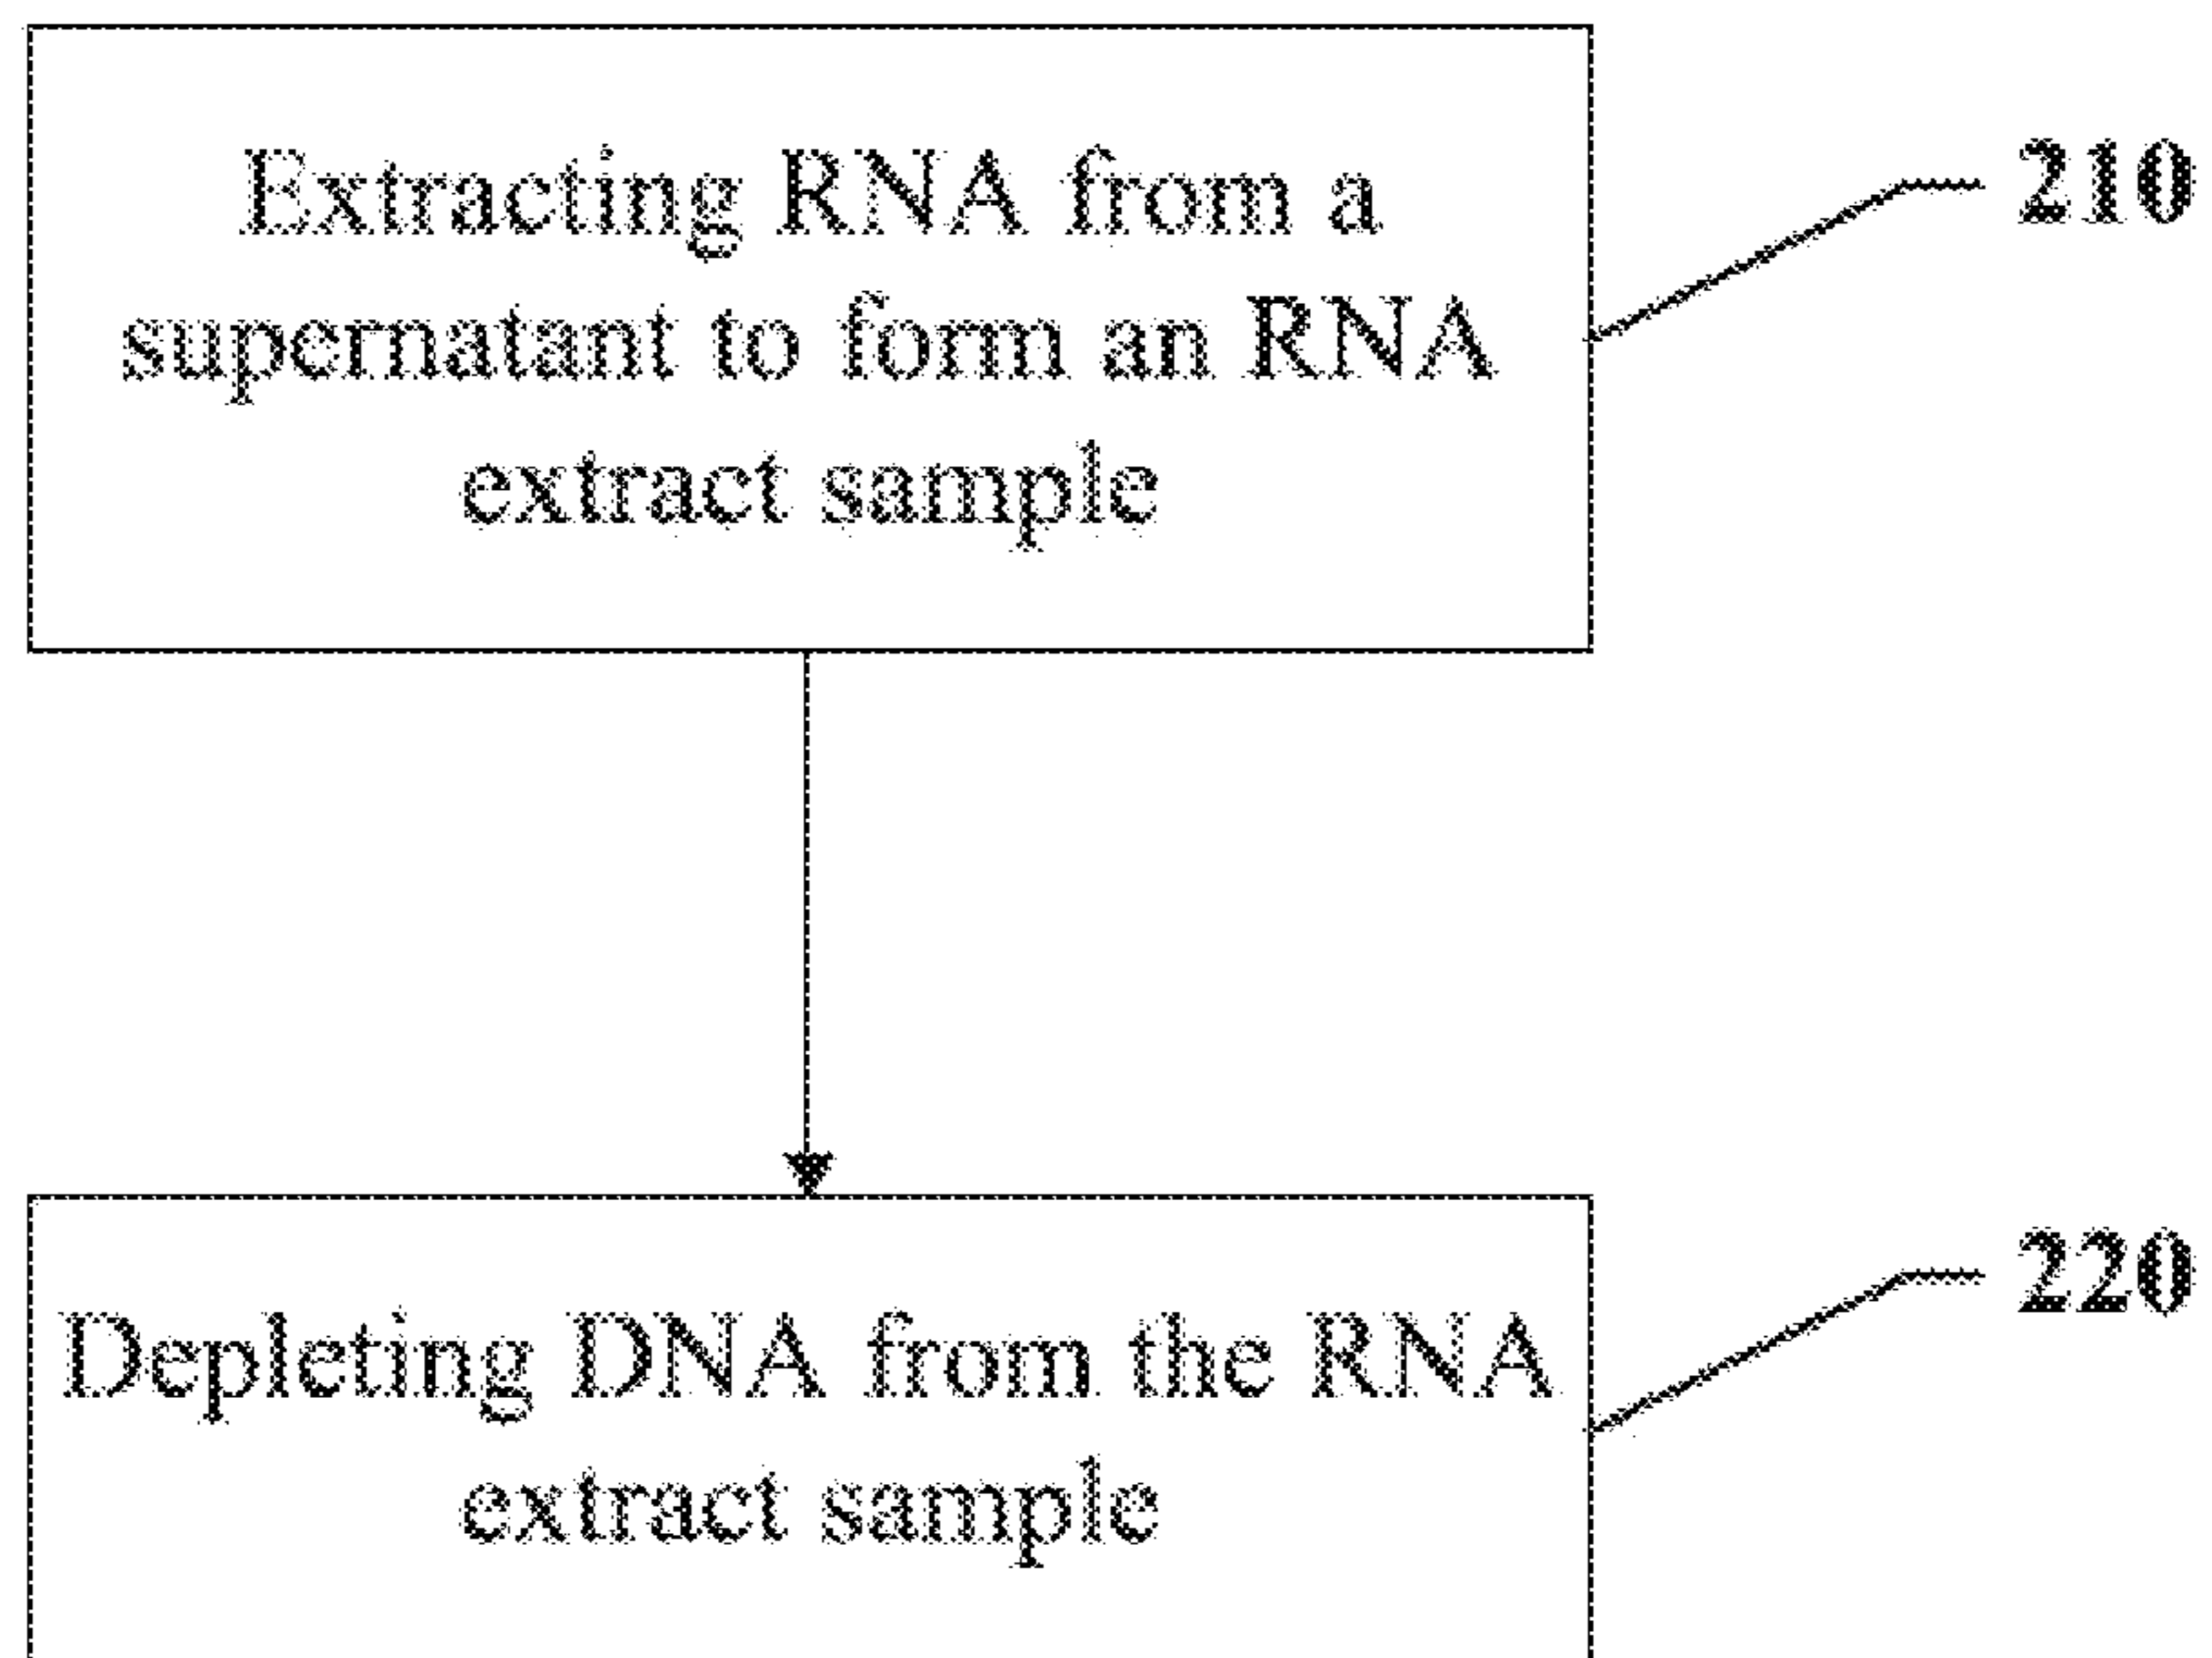 Extracting RNA from a
210
supernatant to form an RNA
extract sample
220
Depleting DNA from the RNA
extract sample